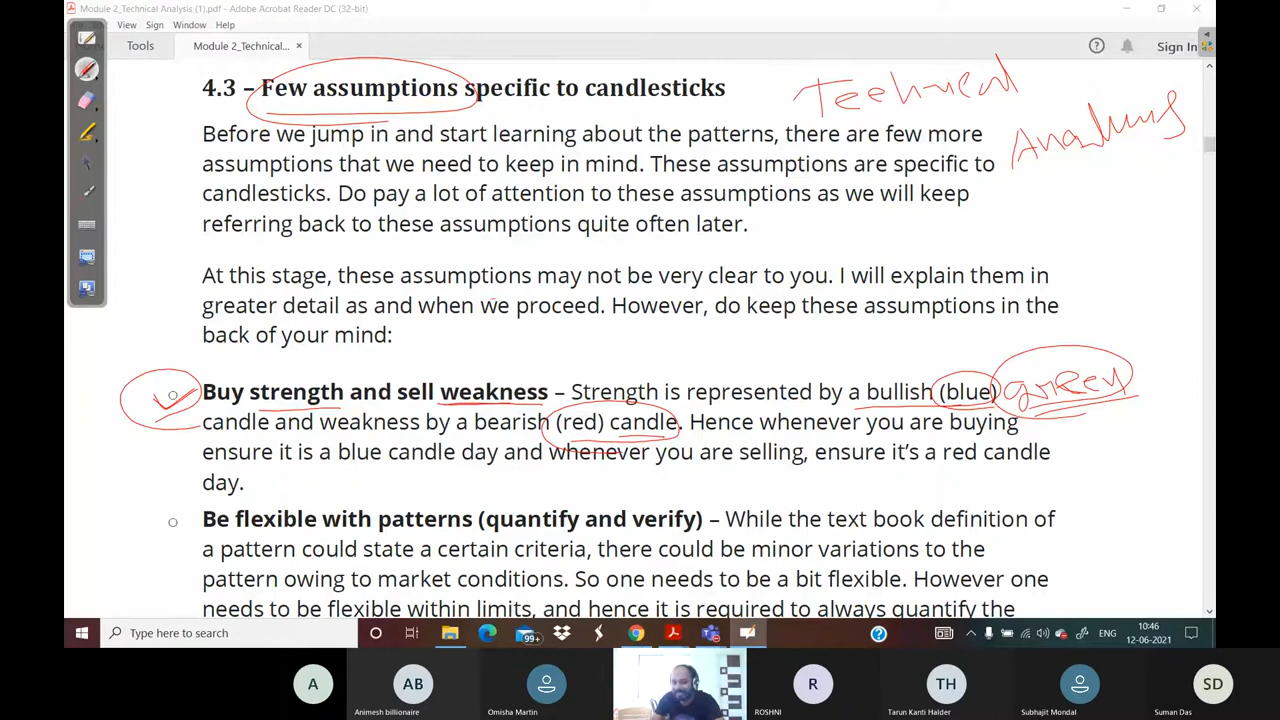 Module 2_Technical Analysis (1).pdf - Adobe Acrobat Reader DC (32-bit)
View Sign Window Help
Tools Module 2_Technical... × Sign In
4.3 – Few assumptions specific to candlesticks
Technical
Analysis
Before we jump in and start learning about the patterns, there are few more
assumptions that we need to keep in mind. These assumptions are specific to
candlesticks. Do pay a lot of attention to these assumptions as we will keep
referring back to these assumptions quite often later.
At this stage, these assumptions may not be very clear to you. I will explain them in
greater detail as and when we proceed. However, do keep these assumptions in the
back of your mind:
Buy strength and sell weakness – Strength is represented by a bullish (blue) green
candle and weakness by a bearish (red) candle. Hence whenever you are buying
ensure it is a blue candle day and whenever you are selling, ensure it's a red candle
day.
Be flexible with patterns (quantify and verify) – While the text book definition of
a pattern could state a certain criteria, there could be minor variations to the
pattern owing to market conditions. So one needs to be a bit flexible. However one
needs to be flexible within limits, and hence it is required to always quantify the
Type here to search 99+ ENG 10:46
12-06-2021
A AB R TH SD
Animesh billionaire Omisha Martin ROSHNI Tarun Kanti Halder Subhajit Mondal Suman Das